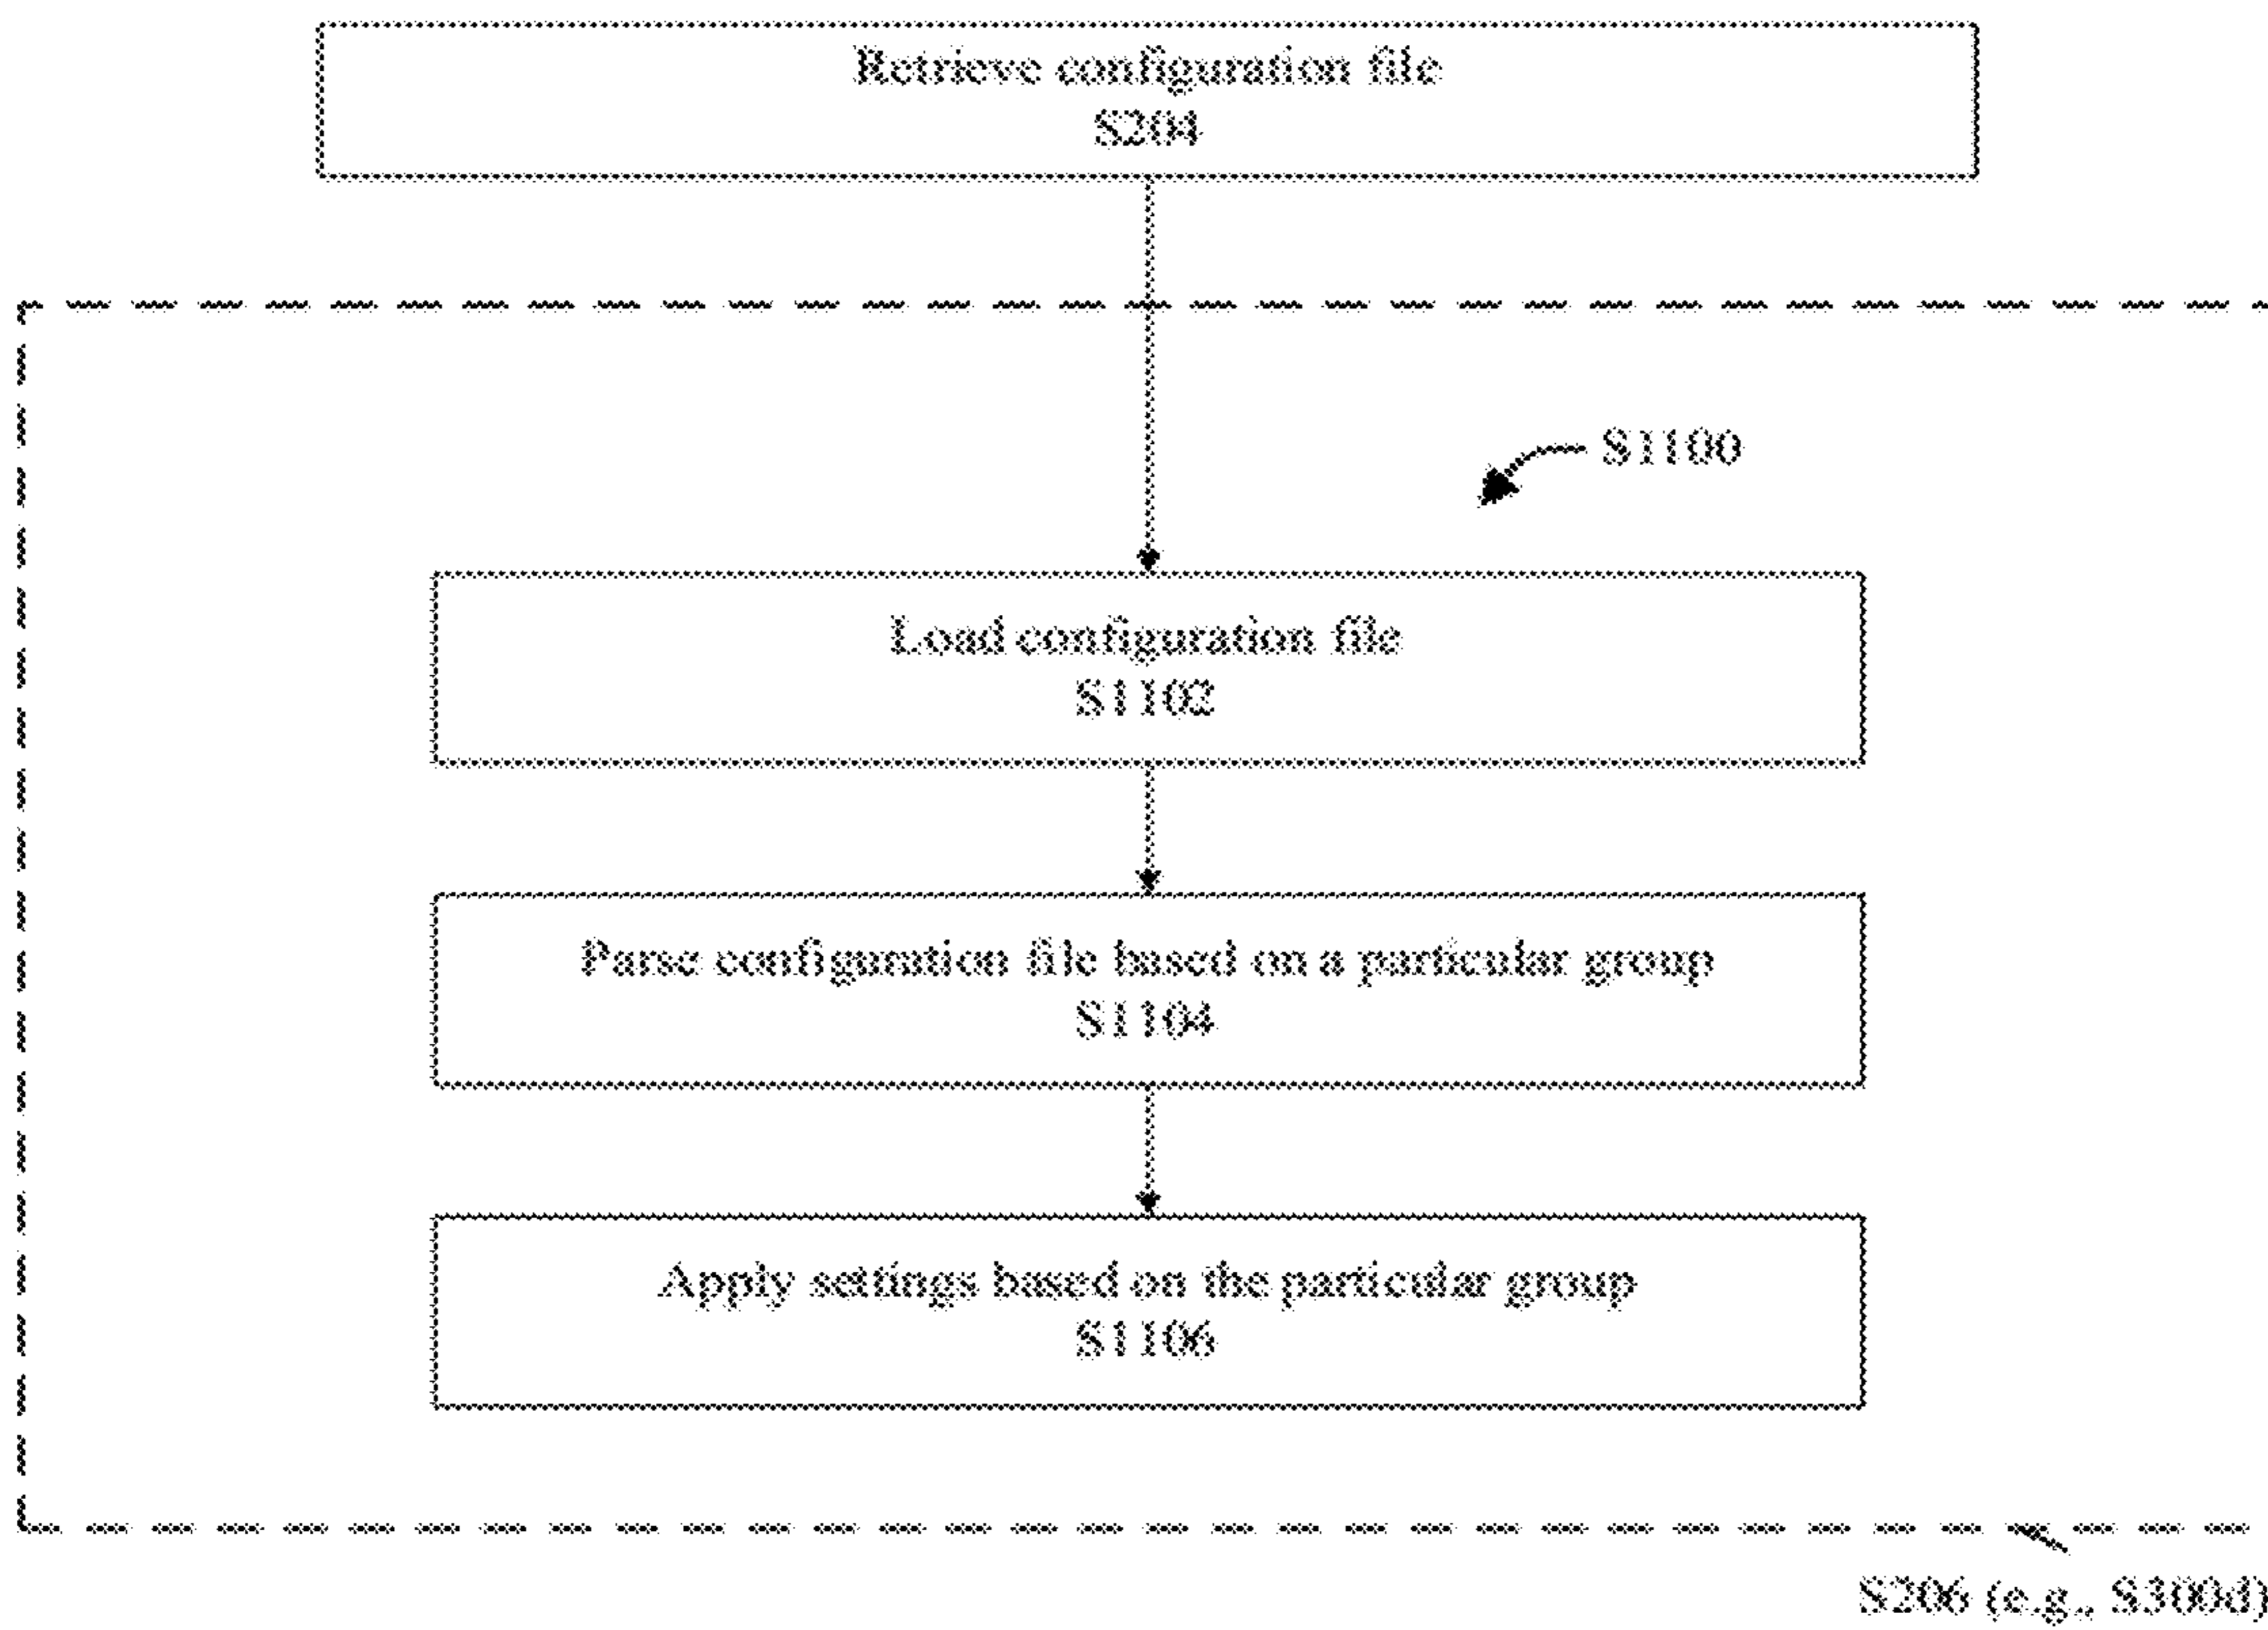 Retrieve configuration file
S204
S1100
Load configuration file
S1102
Parse configuration file based on a particular group
S1104
Apply settings based on the particular group
S1106
S206 (e.g., S300d)